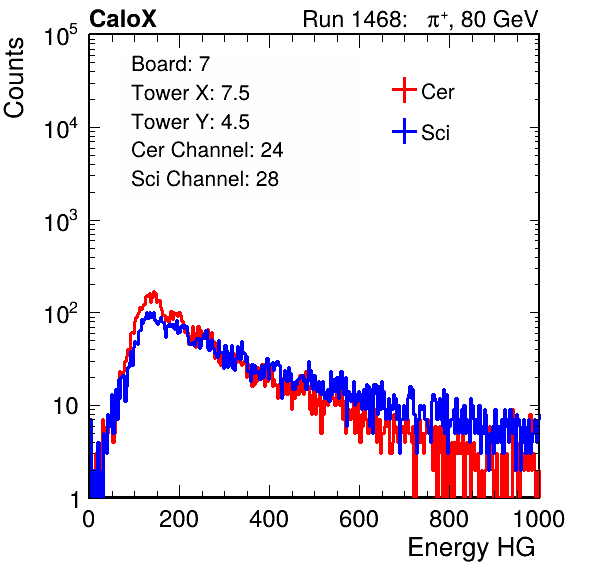 CaloX Run 1468: π⁺, 80 GeV
Counts
10⁵
10⁴
10³
10²
10
1
Board: 7
Tower X: 7.5
Tower Y: 4.5
Cer Channel: 24
Sci Channel: 28
Cer
Sci
0 200 400 600 800 1000
Energy HG